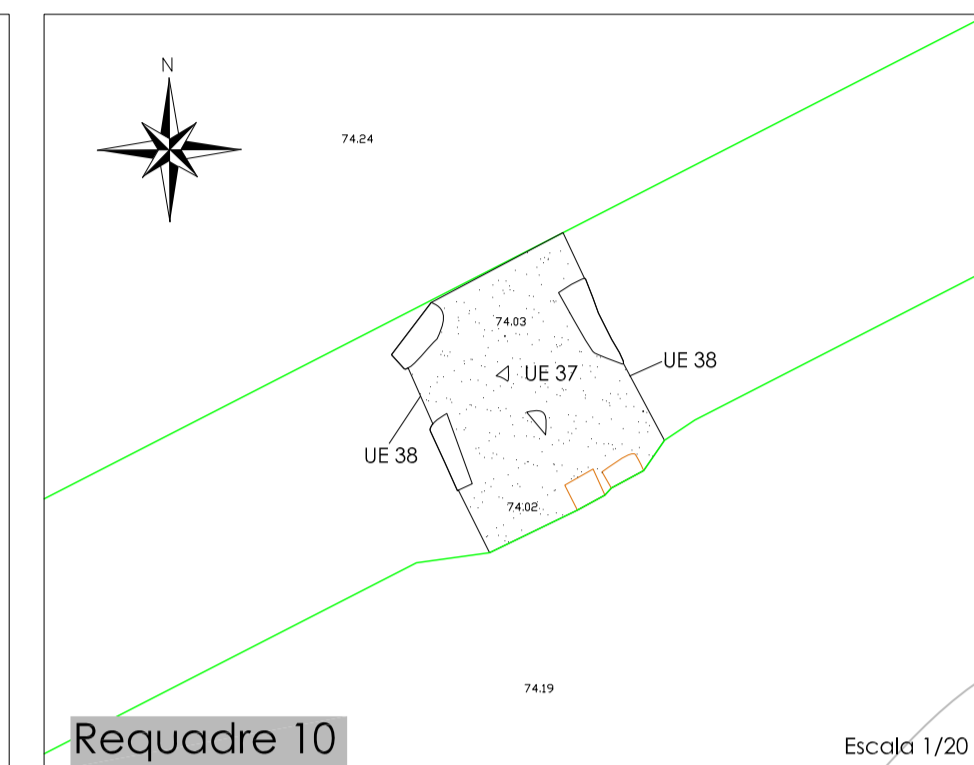 N
74.24
74.03
UE 37
UE 38
UE 38
74.02
74.19
Requadre 10
Escala 1/20